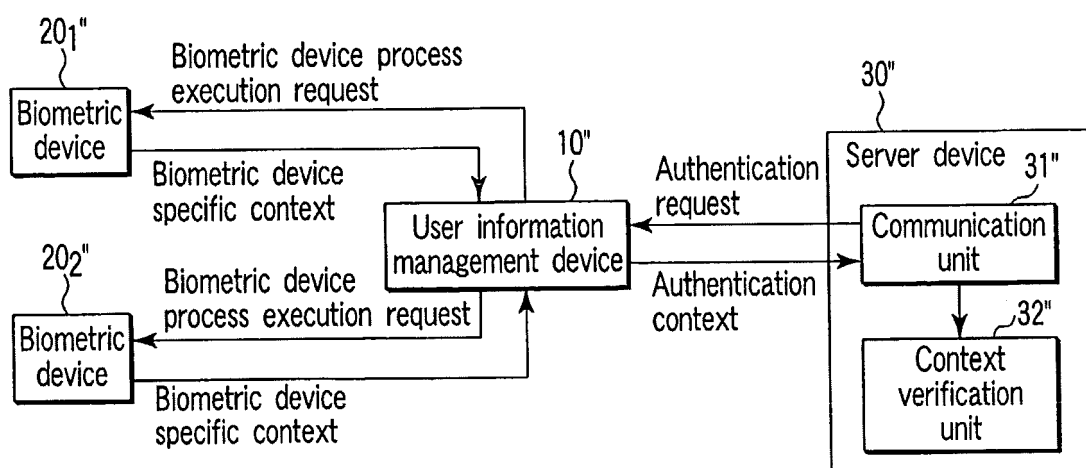 20₁"
Biometric device process
execution request
Biometric
device
Biometric device
specific context
10"
User information
management device
20₂"
Biometric device
process execution request
Biometric
device
Biometric device
specific context
Authentication
request
Authentication
context
30"
Server device
31"
Communication
unit
32"
Context
verification
unit